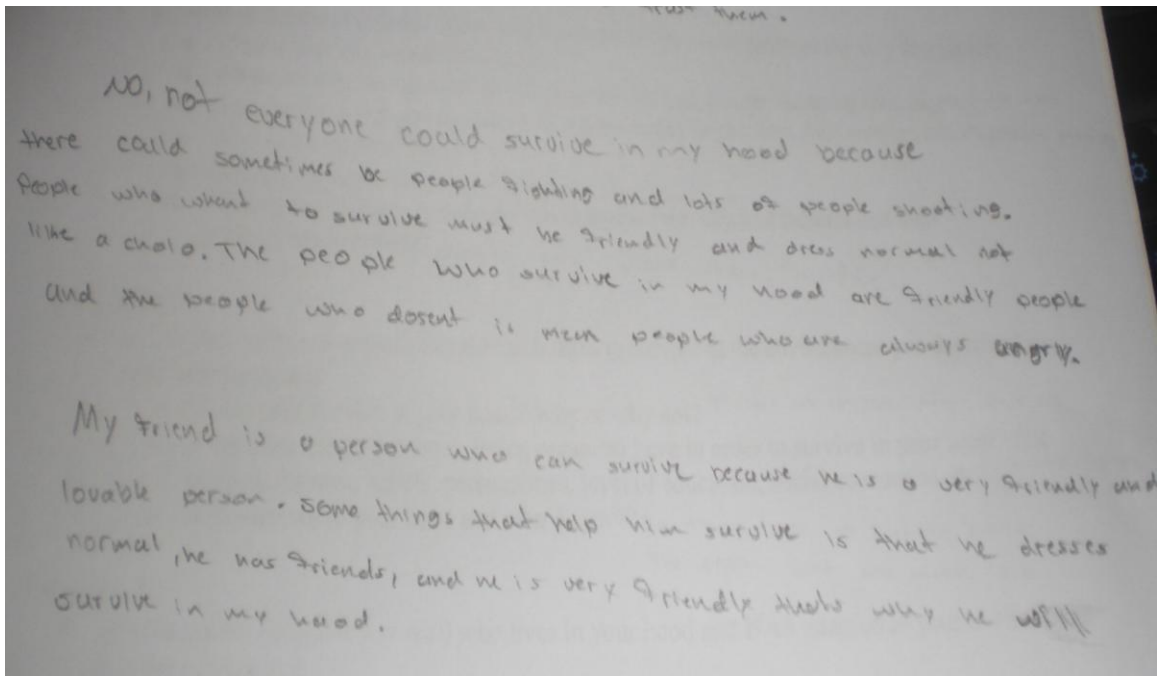 trust them.
No, not everyone could survive in my hood because
there could sometimes be people fighting and lots of people shooting.
People who whant to survive must be friendly and dress normal not
like a cholo. The people who survive in my hood are friendly people
and the people who dosent is mean people who are always angry.
My friend is a person who can survive because he is a very friendly and
lovable person. Some things that help him survive is that he dresses
normal, he has friends, and he is very friendly thats why he will
survive in my hood.